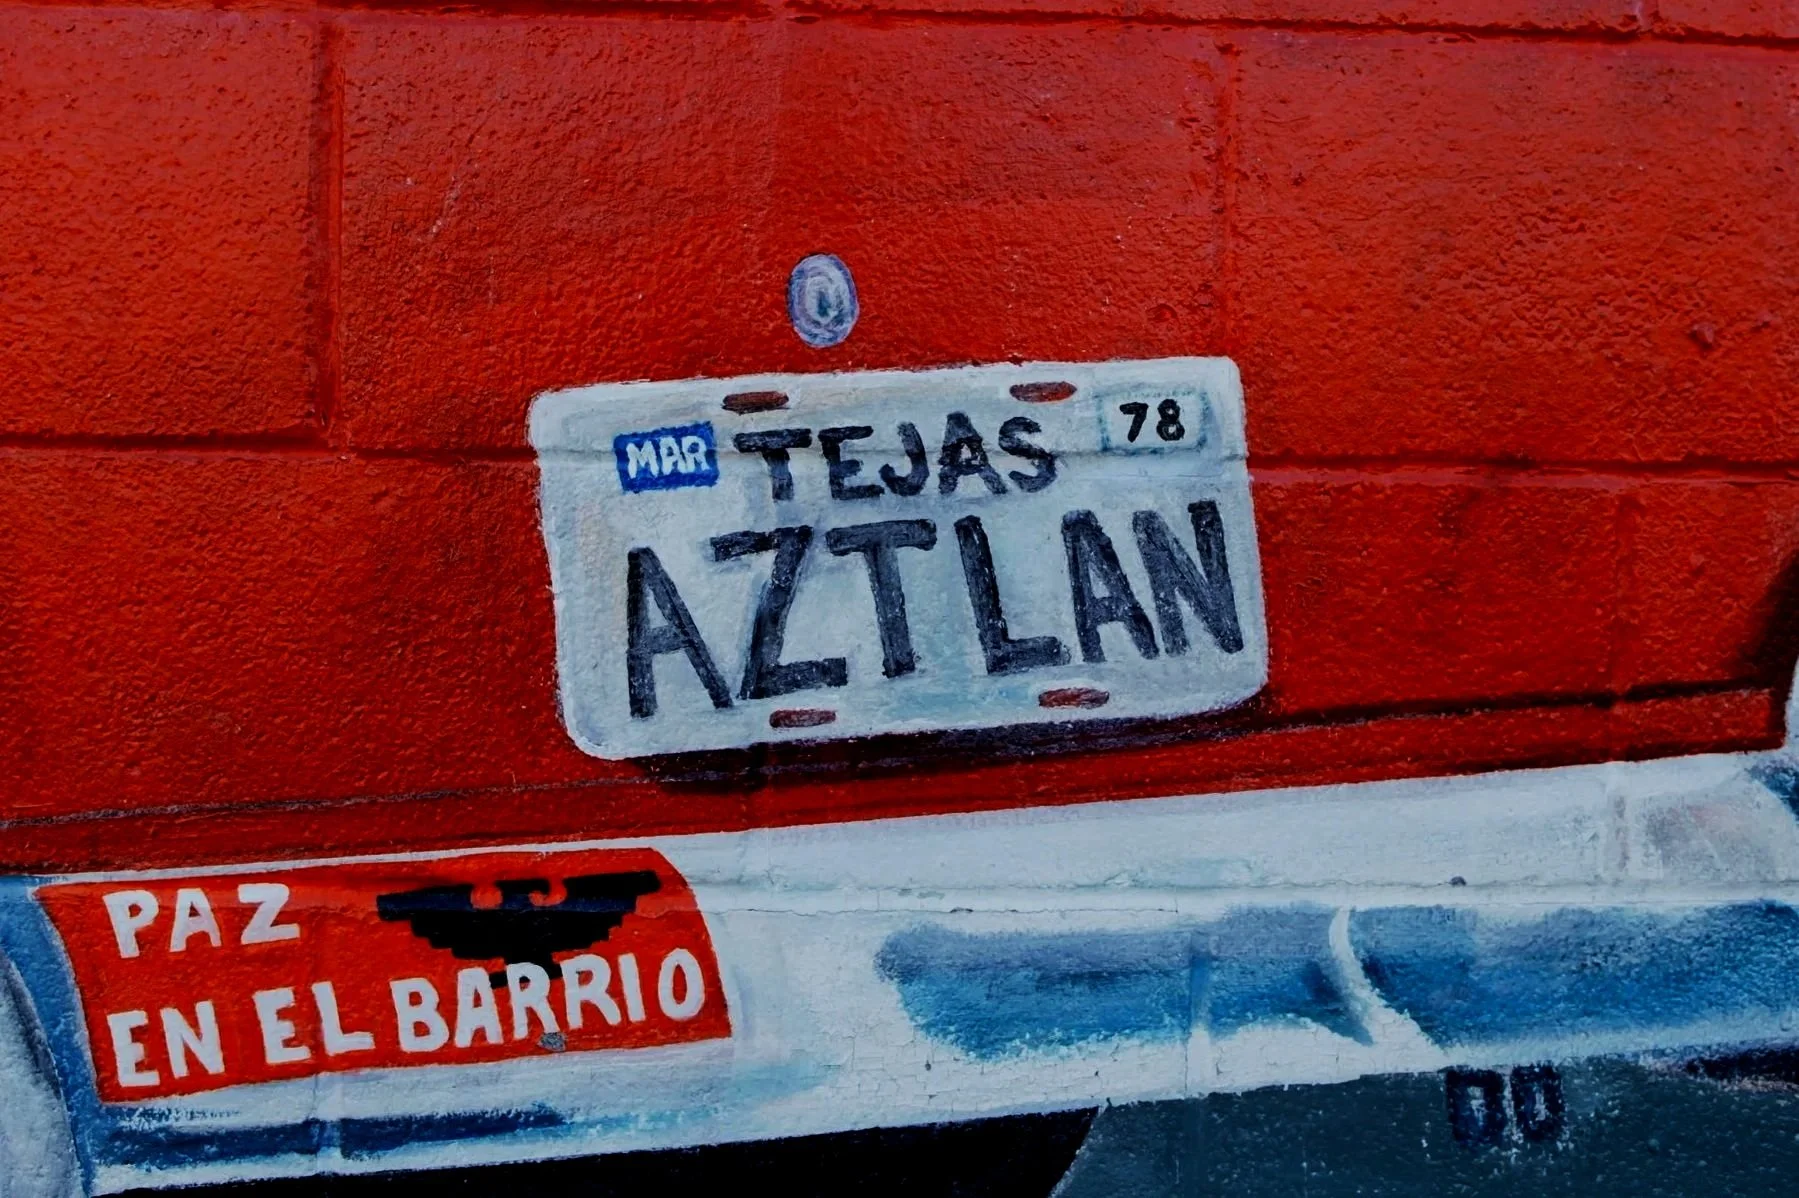 MAR TEJAS 78
AZTLAN
PAZ
EN EL BARRIO